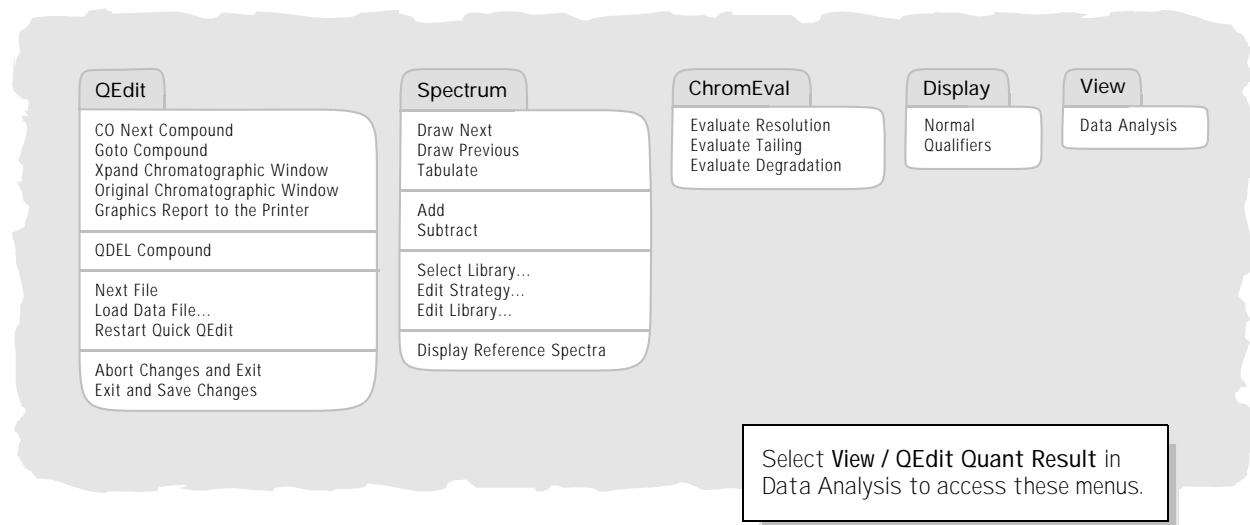 QEdit
CO Next Compound
Goto Compound
Xpand Chromatographic Window
Original Chromatographic Window
Graphics Report to the Printer
QDEL Compound
Next File
Load Data File...
Restart Quick QEdit
Abort Changes and Exit
Exit and Save Changes
Spectrum
Draw Next
Draw Previous
Tabulate
Add
Subtract
Select Library...
Edit Strategy...
Edit Library...
Display Reference Spectra
ChromEval
Evaluate Resolution
Evaluate Tailing
Evaluate Degradation
Display
Normal
Qualifiers
View
Data Analysis
Select View / QEdit Quant Result in
Data Analysis to access these menus.